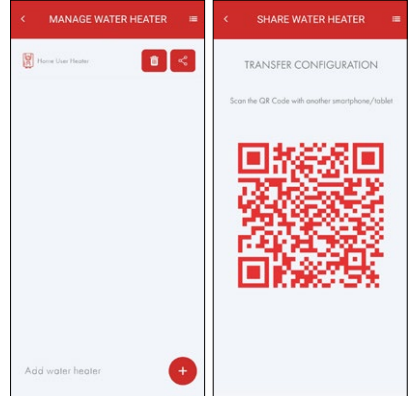 MANAGE WATER HEATER
Home User Heater
Add water heater
SHARE WATER HEATER
TRANSFER CONFIGURATION
Scan the QR Code with another smartphone/tablet